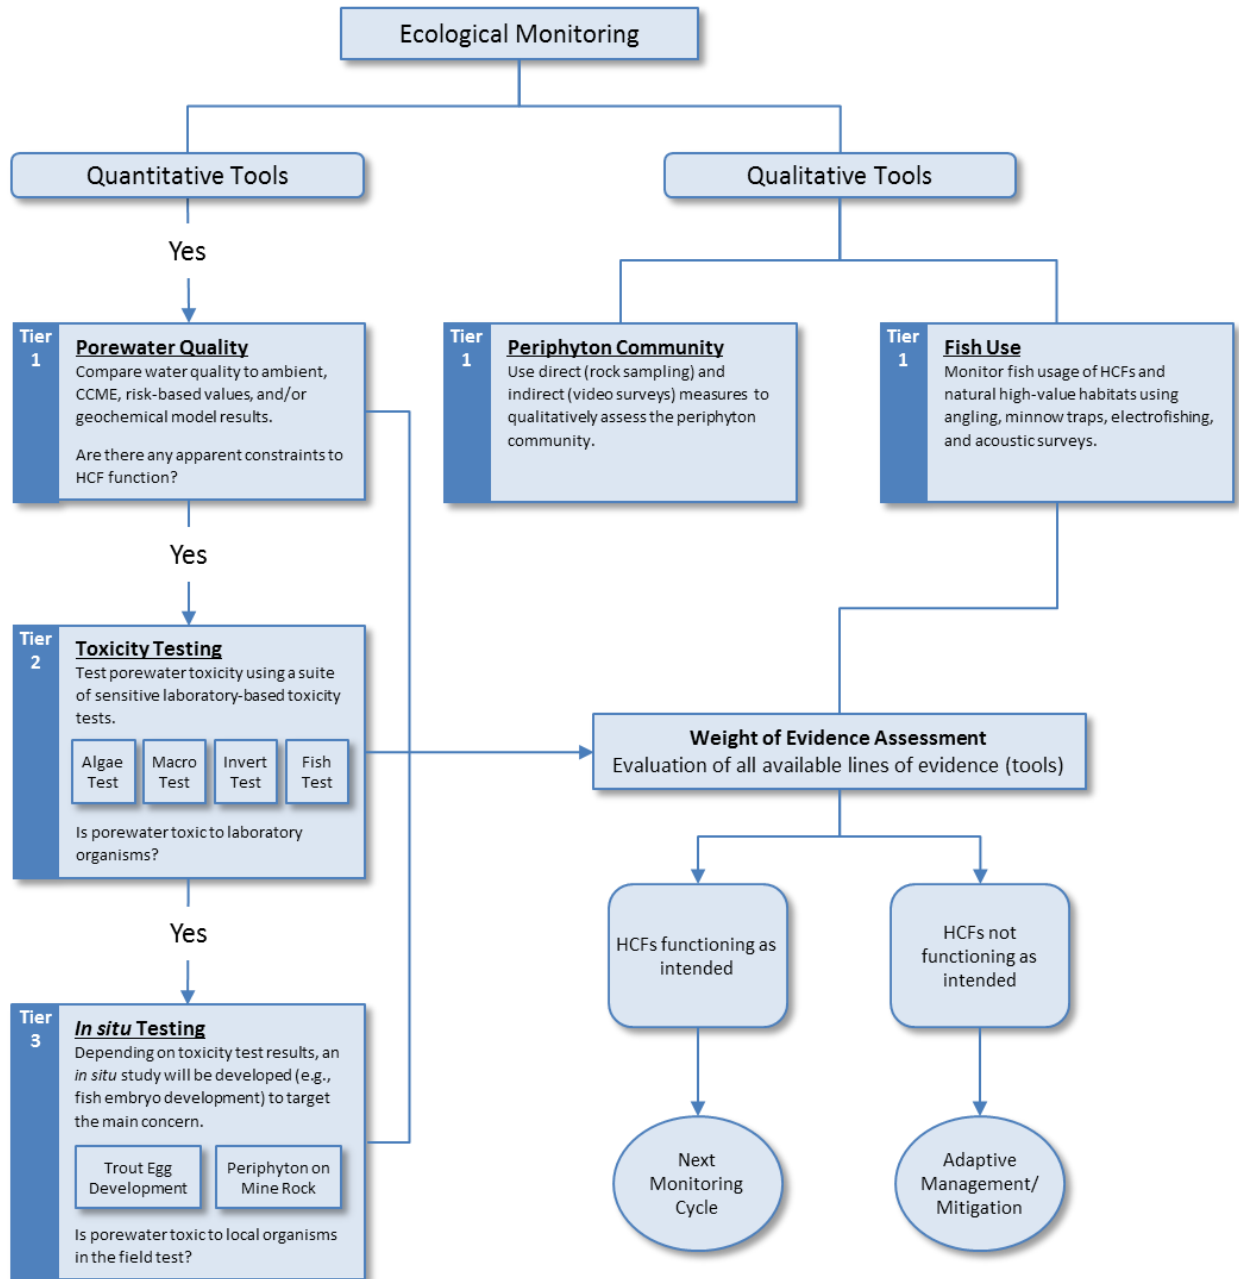 Ecological Monitoring
Quantitative Tools
Qualitative Tools
Yes
Tier
1
Porewater Quality
Compare water quality to ambient,
CCME, risk-based values, and/or
geochemical model results.
Are there any apparent constraints to
HCF function?
Tier
1
Periphyton Community
Use direct (rock sampling) and
indirect (video surveys) measures to
qualitatively assess the periphyton
community.
Tier
1
Fish Use
Monitor fish usage of HCFs and
natural high-value habitats using
angling, minnow traps, electrofishing,
and acoustic surveys.
Yes
Tier
2
Toxicity Testing
Test porewater toxicity using a suite
of sensitive laboratory-based toxicity
tests.
Algae
Test
Macro
Test
Invert
Test
Fish
Test
Is porewater toxic to laboratory
organisms?
Weight of Evidence Assessment
Evaluation of all available lines of evidence (tools)
Yes
HCFs functioning as
intended
HCFs not
functioning as
intended
Tier
3
In situ Testing
Depending on toxicity test results, an
in situ study will be developed (e.g.,
fish embryo development) to target
the main concern.
Trout Egg
Development
Periphyton on
Mine Rock
Is porewater toxic to local organisms
in the field test?
Next
Monitoring
Cycle
Adaptive
Management/
Mitigation